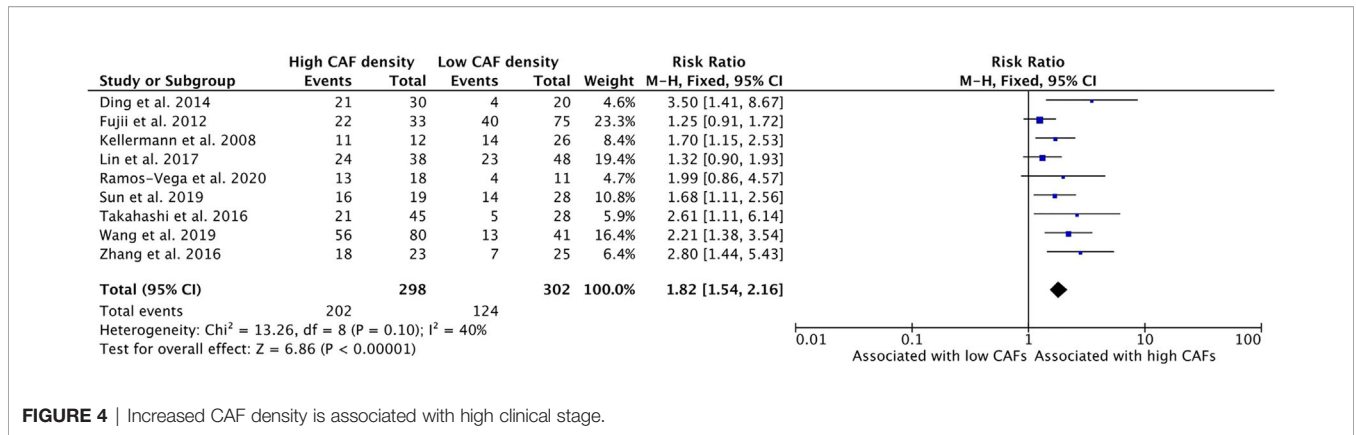 High CAF density Low CAF density Risk Ratio Risk Ratio
Study or Subgroup Events Total Events Total Weight M-H, Fixed, 95% CI M-H, Fixed, 95% CI
Ding et al. 2014 21 30 4 20 4.6% 3.50 [1.41, 8.67]
Fujii et al. 2012 22 33 40 75 23.3% 1.25 [0.91, 1.72]
Kellermann et al. 2008 11 12 14 26 8.4% 1.70 [1.15, 2.53]
Lin et al. 2017 24 38 23 48 19.4% 1.32 [0.90, 1.93]
Ramos-Vega et al. 2020 13 18 4 11 4.7% 1.99 [0.86, 4.57]
Sun et al. 2019 16 19 14 28 10.8% 1.68 [1.11, 2.56]
Takahashi et al. 2016 21 45 5 28 5.9% 2.61 [1.11, 6.14]
Wang et al. 2019 56 80 13 41 16.4% 2.21 [1.38, 3.54]
Zhang et al. 2016 18 23 7 25 6.4% 2.80 [1.44, 5.43]
Total (95% CI) 298 302 100.0% 1.82 [1.54, 2.16]
Total events 202 124
Heterogeneity: Chi² = 13.26, df = 8 (P = 0.10); I² = 40%
Test for overall effect: Z = 6.86 (P < 0.00001)
0.01 0.1 1 10 100
Associated with low CAFs Associated with high CAFs
FIGURE 4 | Increased CAF density is associated with high clinical stage.